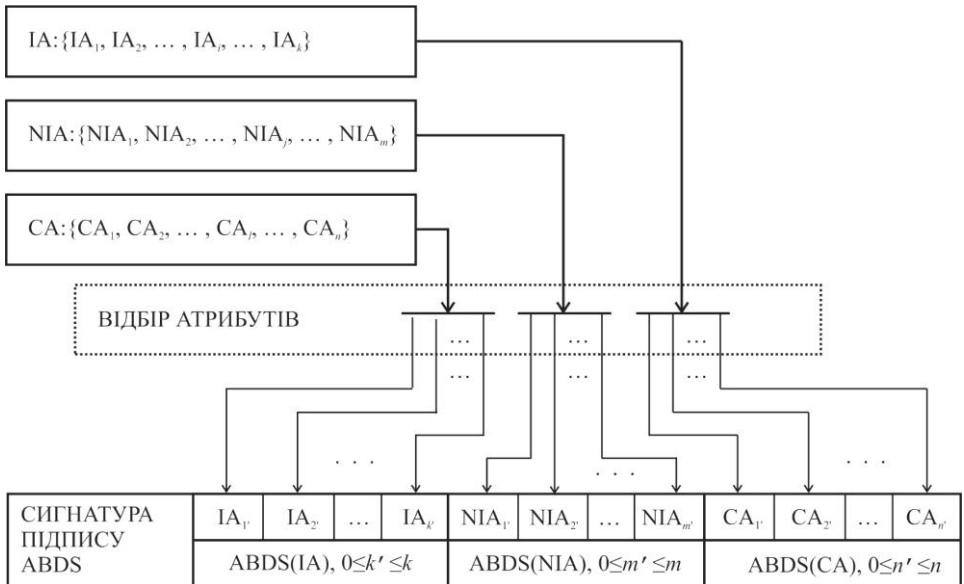 IA:{IA₁, IA₂, … , IAᵢ, … , IAₖ}
NIA:{NIA₁, NIA₂, … , NIAⱼ, … , NIAₘ}
CA:{CA₁, CA₂, … , CAₗ, … , CAₙ}
ВІДБІР АТРИБУТІВ
… … …
… … …
. . . . . . . . .
СИГНАТУРА ПІДПИСУ ABDS
IA₁' IA₂' … IAₖ' NIA₁' NIA₂' … NIAₘ' CA₁' CA₂' … CAₙ'
ABDS(IA), 0≤k' ≤k ABDS(NIA), 0≤m' ≤m ABDS(CA), 0≤n' ≤n